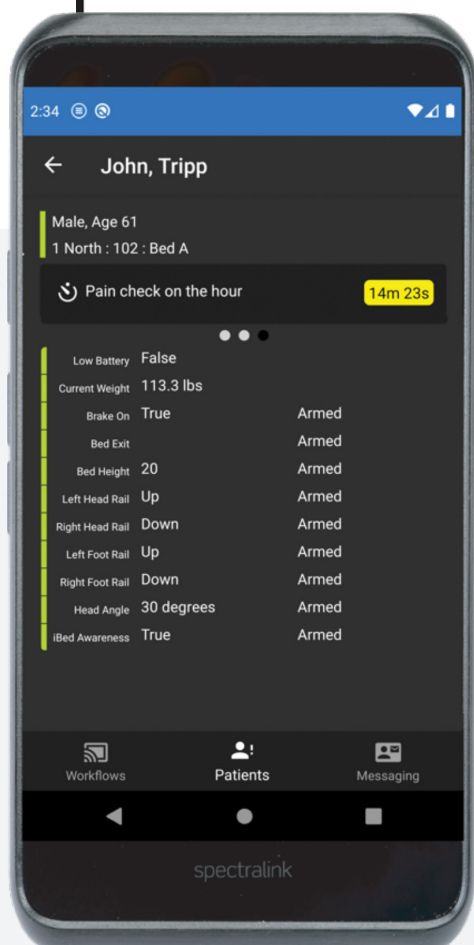 2:34
John, Tripp
Male, Age 61
1 North : 102 : Bed A
Pain check on the hour 14m 23s
Low Battery False
Current Weight 113.3 lbs
Brake On True Armed
Bed Exit Armed
Bed Height 20 Armed
Left Head Rail Up Armed
Right Head Rail Down Armed
Left Foot Rail Up Armed
Right Foot Rail Down Armed
Head Angle 30 degrees Armed
iBed Awareness True Armed
Workflows Patients Messaging
spectralink